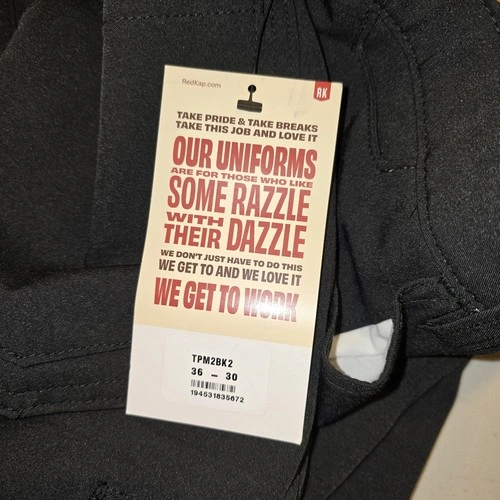 RedKap.com
RK
TAKE PRIDE & TAKE BREAKS
TAKE THIS JOB AND LOVE IT
OUR UNIFORMS
ARE FOR THOSE WHO LIKE
SOME RAZZLE
WITH
THEIR DAZZLE
WE DON'T JUST HAVE TO DO THIS
WE GET TO AND WE LOVE IT
WE GET TO WORK
TPM2BK2
36 – 30
194531835672